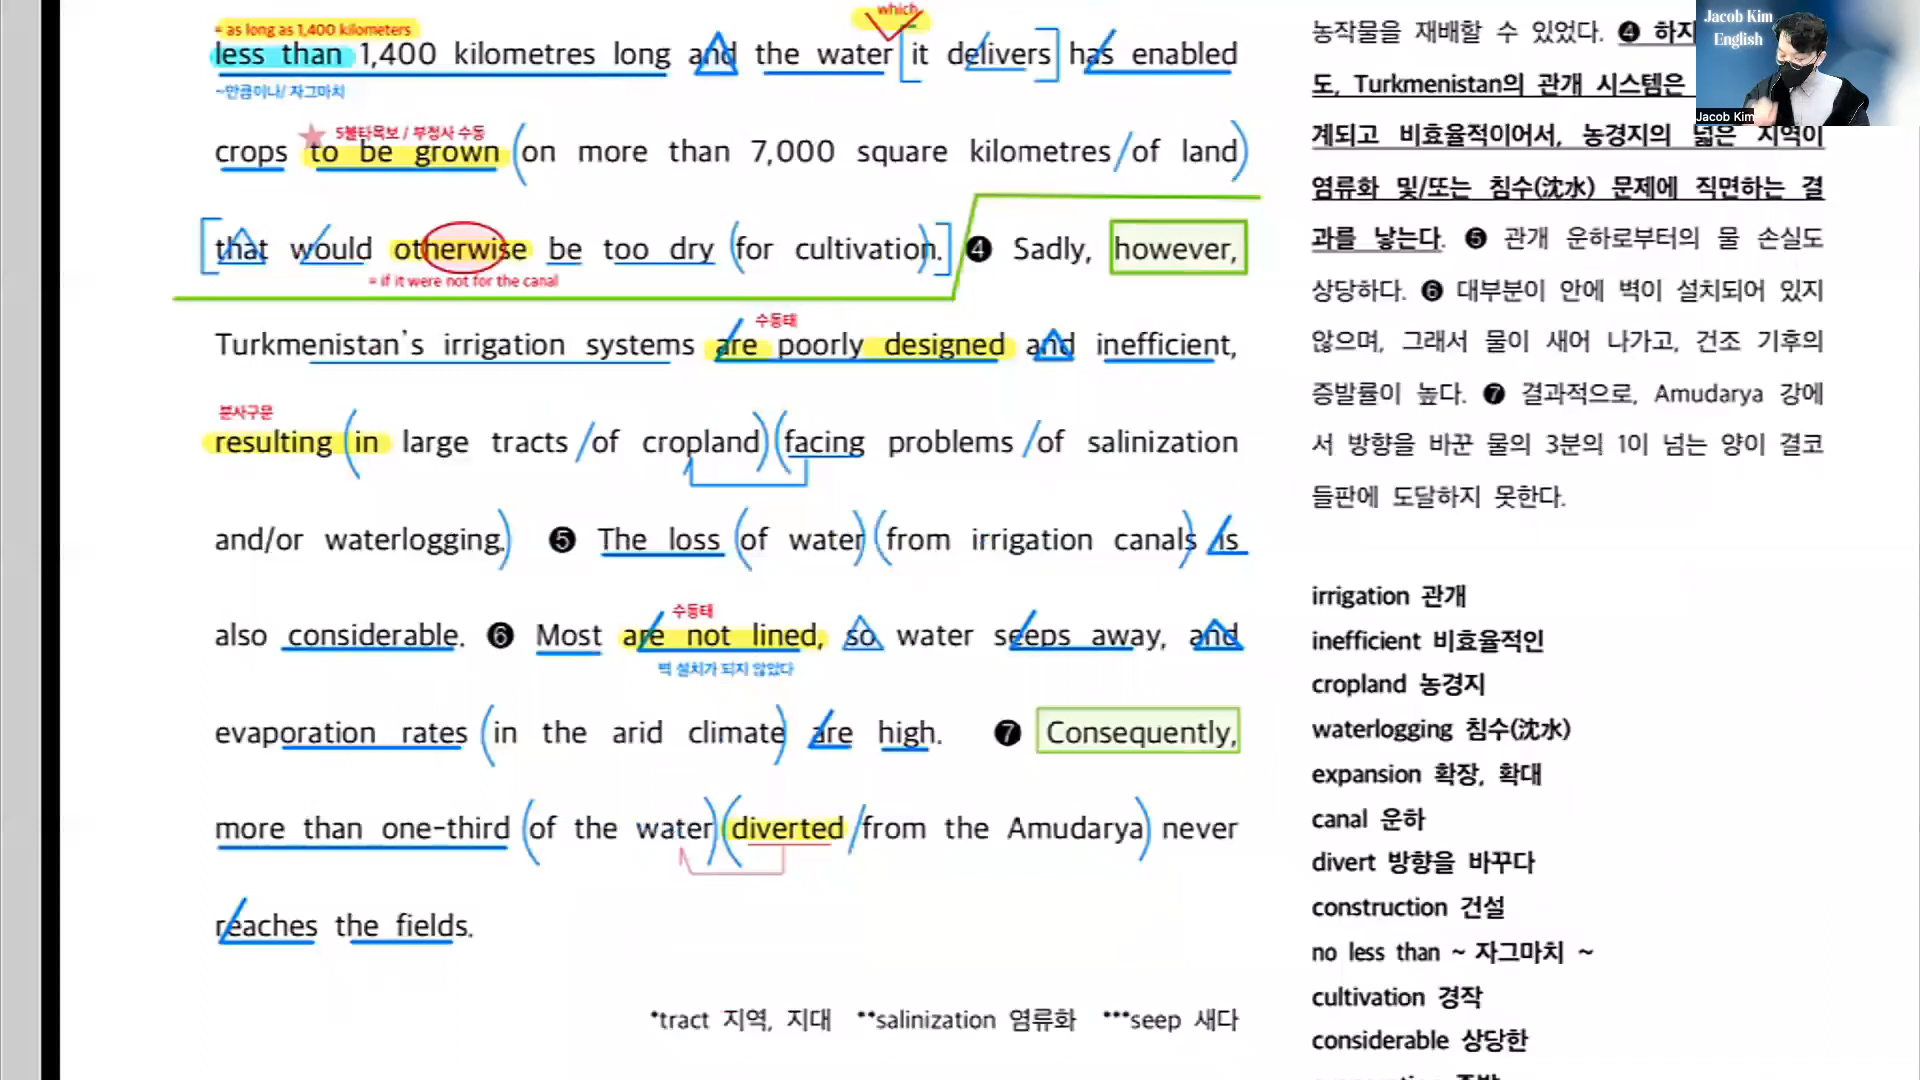 which
= as long as 1,400 kilometers
less than 1,400 kilometres long and the water it delivers has enabled
~만큼이나/ 자그마치
5불타목보 / 부정사 수동
crops to be grown (on more than 7,000 square kilometres/of land)
[that would otherwise be too dry (for cultivation).] ❹ Sadly, however,
= if it were not for the canal
수동태
Turkmenistan's irrigation systems are poorly designed and inefficient,
분사구문
resulting (in large tracts/of cropland)(facing problems/of salinization
and/or waterlogging.) ❺ The loss (of water)(from irrigation canals) is
수동태
also considerable. ❻ Most are not lined, so water seeps away, and
벽 설치가 되지 않았다
evaporation rates (in the arid climate) are high. ❼ Consequently,
more than one-third (of the water)(diverted/from the Amudarya) never
reaches the fields.
*tract 지역, 지대 **salinization 염류화 ***seep 새다
농작물을 재배할 수 있었다. ❹ 하지
도, Turkmenistan의 관개 시스템은
계되고 비효율적이어서, 농경지의 넓은 지역이
염류화 및/또는 침수(沈水) 문제에 직면하는 결
과를 낳는다. ❺ 관개 운하로부터의 물 손실도
상당하다. ❻ 대부분이 안에 벽이 설치되어 있지
않으며, 그래서 물이 새어 나가고, 건조 기후의
증발률이 높다. ❼ 결과적으로, Amudarya 강에
서 방향을 바꾼 물의 3분의 1이 넘는 양이 결코
들판에 도달하지 못한다.
irrigation 관개
inefficient 비효율적인
cropland 농경지
waterlogging 침수(沈水)
expansion 확장, 확대
canal 운하
divert 방향을 바꾸다
construction 건설
no less than ~ 자그마치 ~
cultivation 경작
considerable 상당한
Jacob Kim
English
Jacob Kim